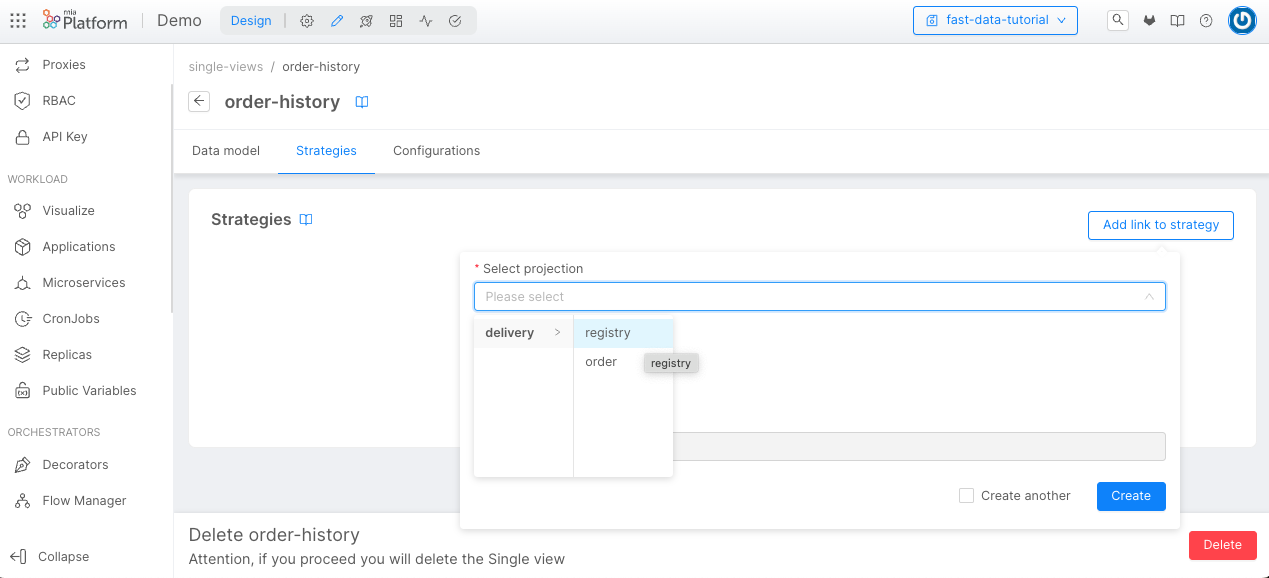 mia Platform
Demo
Design
fast-data-tutorial
Proxies
RBAC
API Key
WORKLOAD
Visualize
Applications
Microservices
CronJobs
Replicas
Public Variables
ORCHESTRATORS
Decorators
Flow Manager
Collapse
single-views / order-history
order-history
Data model
Strategies
Configurations
Strategies
Add link to strategy
* Select projection
Please select
delivery
registry
order
registry
Create another
Create
Delete order-history
Attention, if you proceed you will delete the Single view
Delete